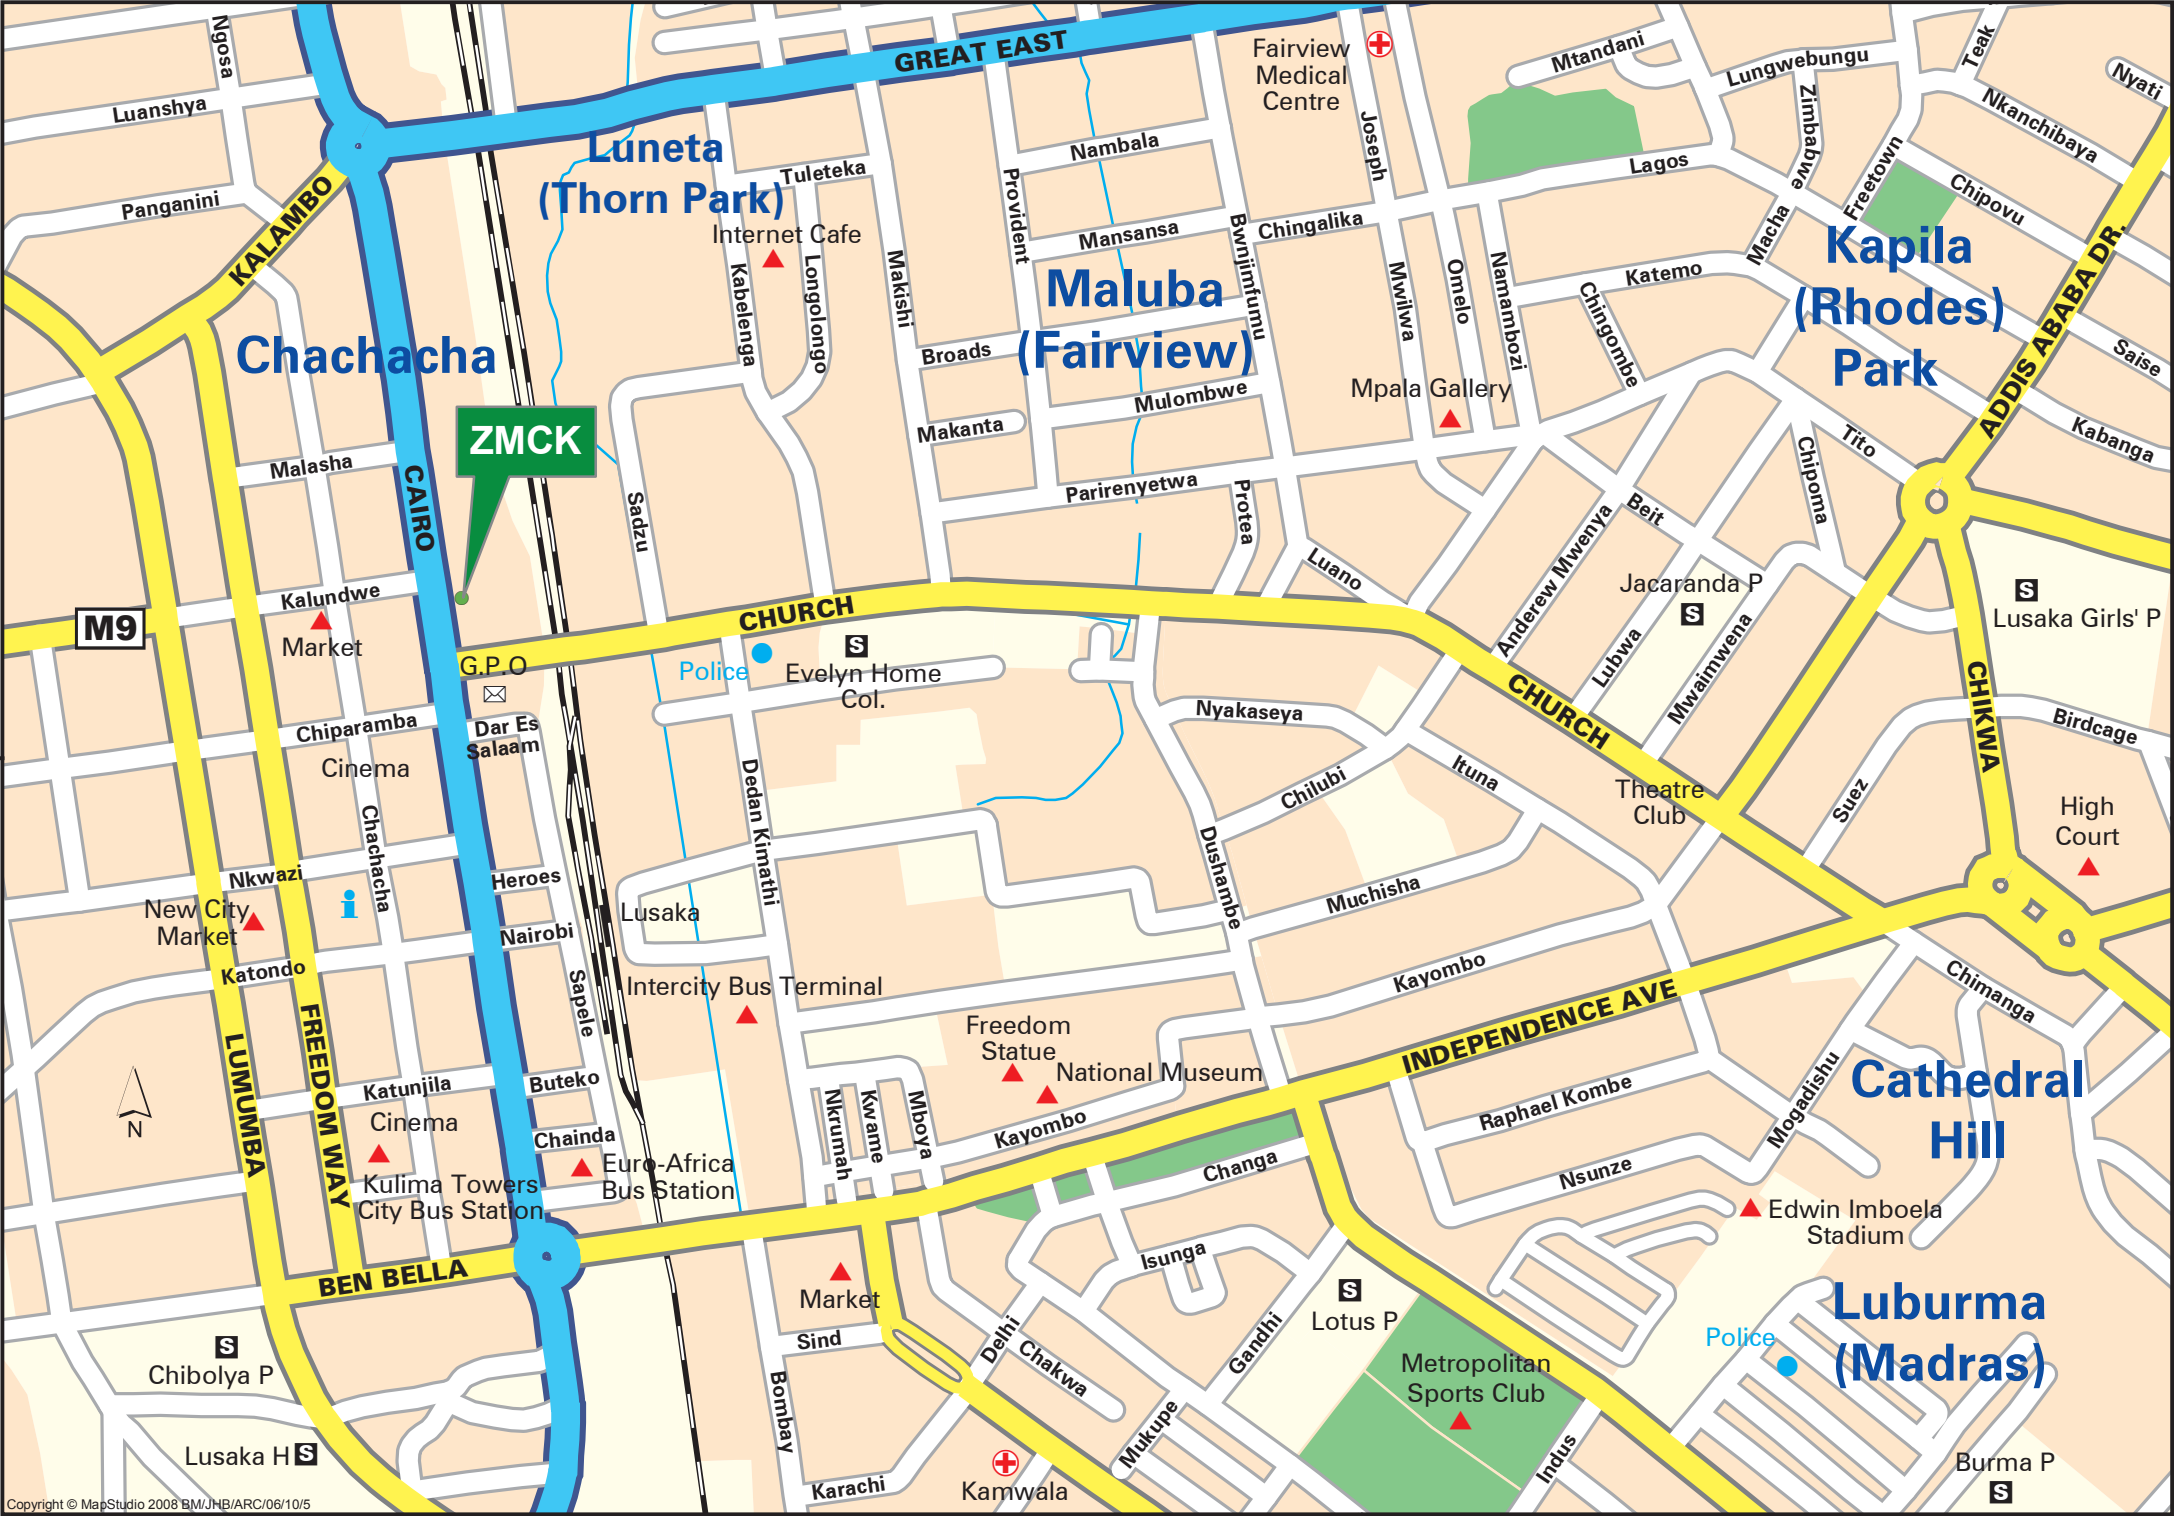 Ngosa
GREAT EAST
Fairview
Medical
Centre
Mtandani
Lungwebungu
Teak
Nyati
Luanshya
Zimbabwe
Nkanchibaya
Joseph
Nambala
Luneta
(Thorn Park)
Tuleteka
Lagos
Freetown
Panganini
KALAMBO
Provident
Chipovu
Mansansa
Bwnjimfumu
Chingalika
Macha
Internet Cafe
Kabelenga
Longolongo
Makishi
Maluba
(Fairview)
Mwilwa
Omelo
Namambozi
Katemo
Chingombe
Kapila
(Rhodes)
Park
ADDIS ABABA DR.
Saise
Chachacha
Broads
Mulombwe
Mpala Gallery
Makanta
ZMCK
Malasha
CAIRO
Sadzu
Parirenyetwa
Protea
Tito
Chipoma
Kabanga
Beit
Anderew Mwenya
Luano
Jacaranda P
S
S
Lusaka Girls' P
Kalundwe
M9
Market
CHURCH
G.P.O
Police
S
Evelyn Home
Col.
Lubwa
Mwaimwena
CHIKWA
CHURCH
Nyakaseya
Birdcage
Chiparamba
Dar Es
Salaam
Cinema
Dedan Kimathi
Chilubi
Ituna
Theatre
Club
Suez
High
Court
Chachacha
Dushambe
Nkwazi
Heroes
i
New City
Market
Lusaka
Muchisha
Nairobi
Katondo
Sapele
Intercity Bus Terminal
Kayombo
Chimanga
FREEDOM WAY
LUMUMBA
INDEPENDENCE AVE
Freedom
Statue
National Museum
Cathedral
Hill
Katunjila
Buteko
Nkrumah
Kwame
Mboya
Kayombo
Raphael Kombe
Mogadishu
N
Cinema
Chainda
Euro-Africa
Bus Station
Kulima Towers
City Bus Station
Changa
Nsunze
Edwin Imboela
Stadium
BEN BELLA
Isunga
Market
S
Lotus P
Luburma
(Madras)
Police
Sind
Delhi
Chakwa
Gandhi
S
Chibolya P
Metropolitan
Sports Club
Bombay
Mukupe
Indus
Lusaka H
S
Karachi
Kamwala
Burma P
S
Copyright © MapStudio 2008 BM/JHB/ARC/06/10/5